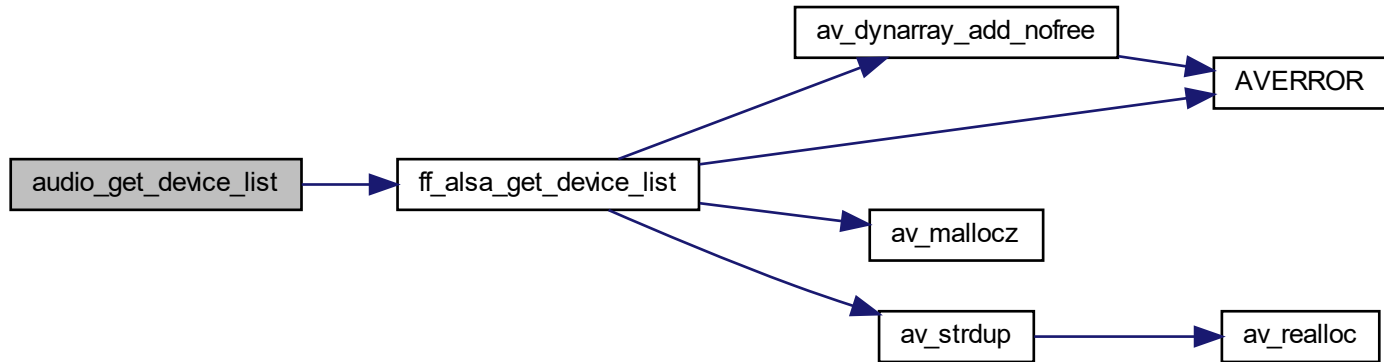 av_dynarray_add_nofree
AVERROR
audio_get_device_list
ff_alsa_get_device_list
av_mallocz
av_strdup
av_realloc